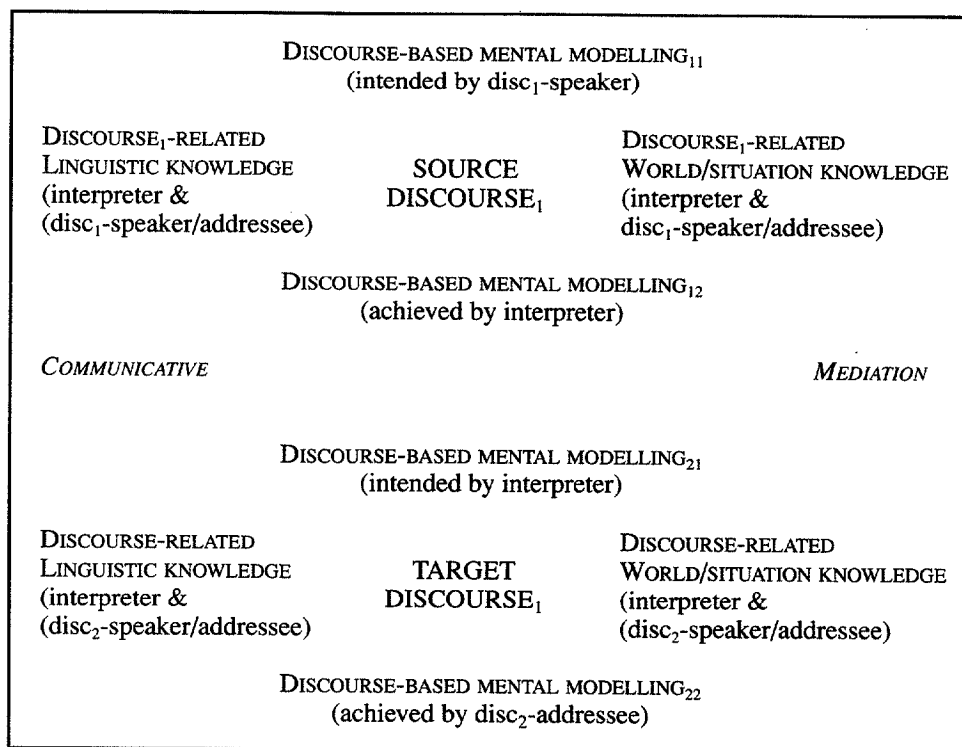 DISCOURSE-BASED MENTAL MODELLING₁₁
(intended by disc₁-speaker)
DISCOURSE₁-RELATED
LINGUISTIC KNOWLEDGE
(interpreter &
(disc₁-speaker/addressee)
SOURCE
DISCOURSE₁
DISCOURSE₁-RELATED
WORLD/SITUATION KNOWLEDGE
(interpreter &
disc₁-speaker/addressee)
DISCOURSE-BASED MENTAL MODELLING₁₂
(achieved by interpreter)
COMMUNICATIVE MEDIATION
DISCOURSE-BASED MENTAL MODELLING₂₁
(intended by interpreter)
DISCOURSE-RELATED
LINGUISTIC KNOWLEDGE
(interpreter &
(disc₂-speaker/addressee)
TARGET
DISCOURSE₁
DISCOURSE-RELATED
WORLD/SITUATION KNOWLEDGE
(interpreter &
(disc₂-speaker/addressee)
DISCOURSE-BASED MENTAL MODELLING₂₂
(achieved by disc₂-addressee)